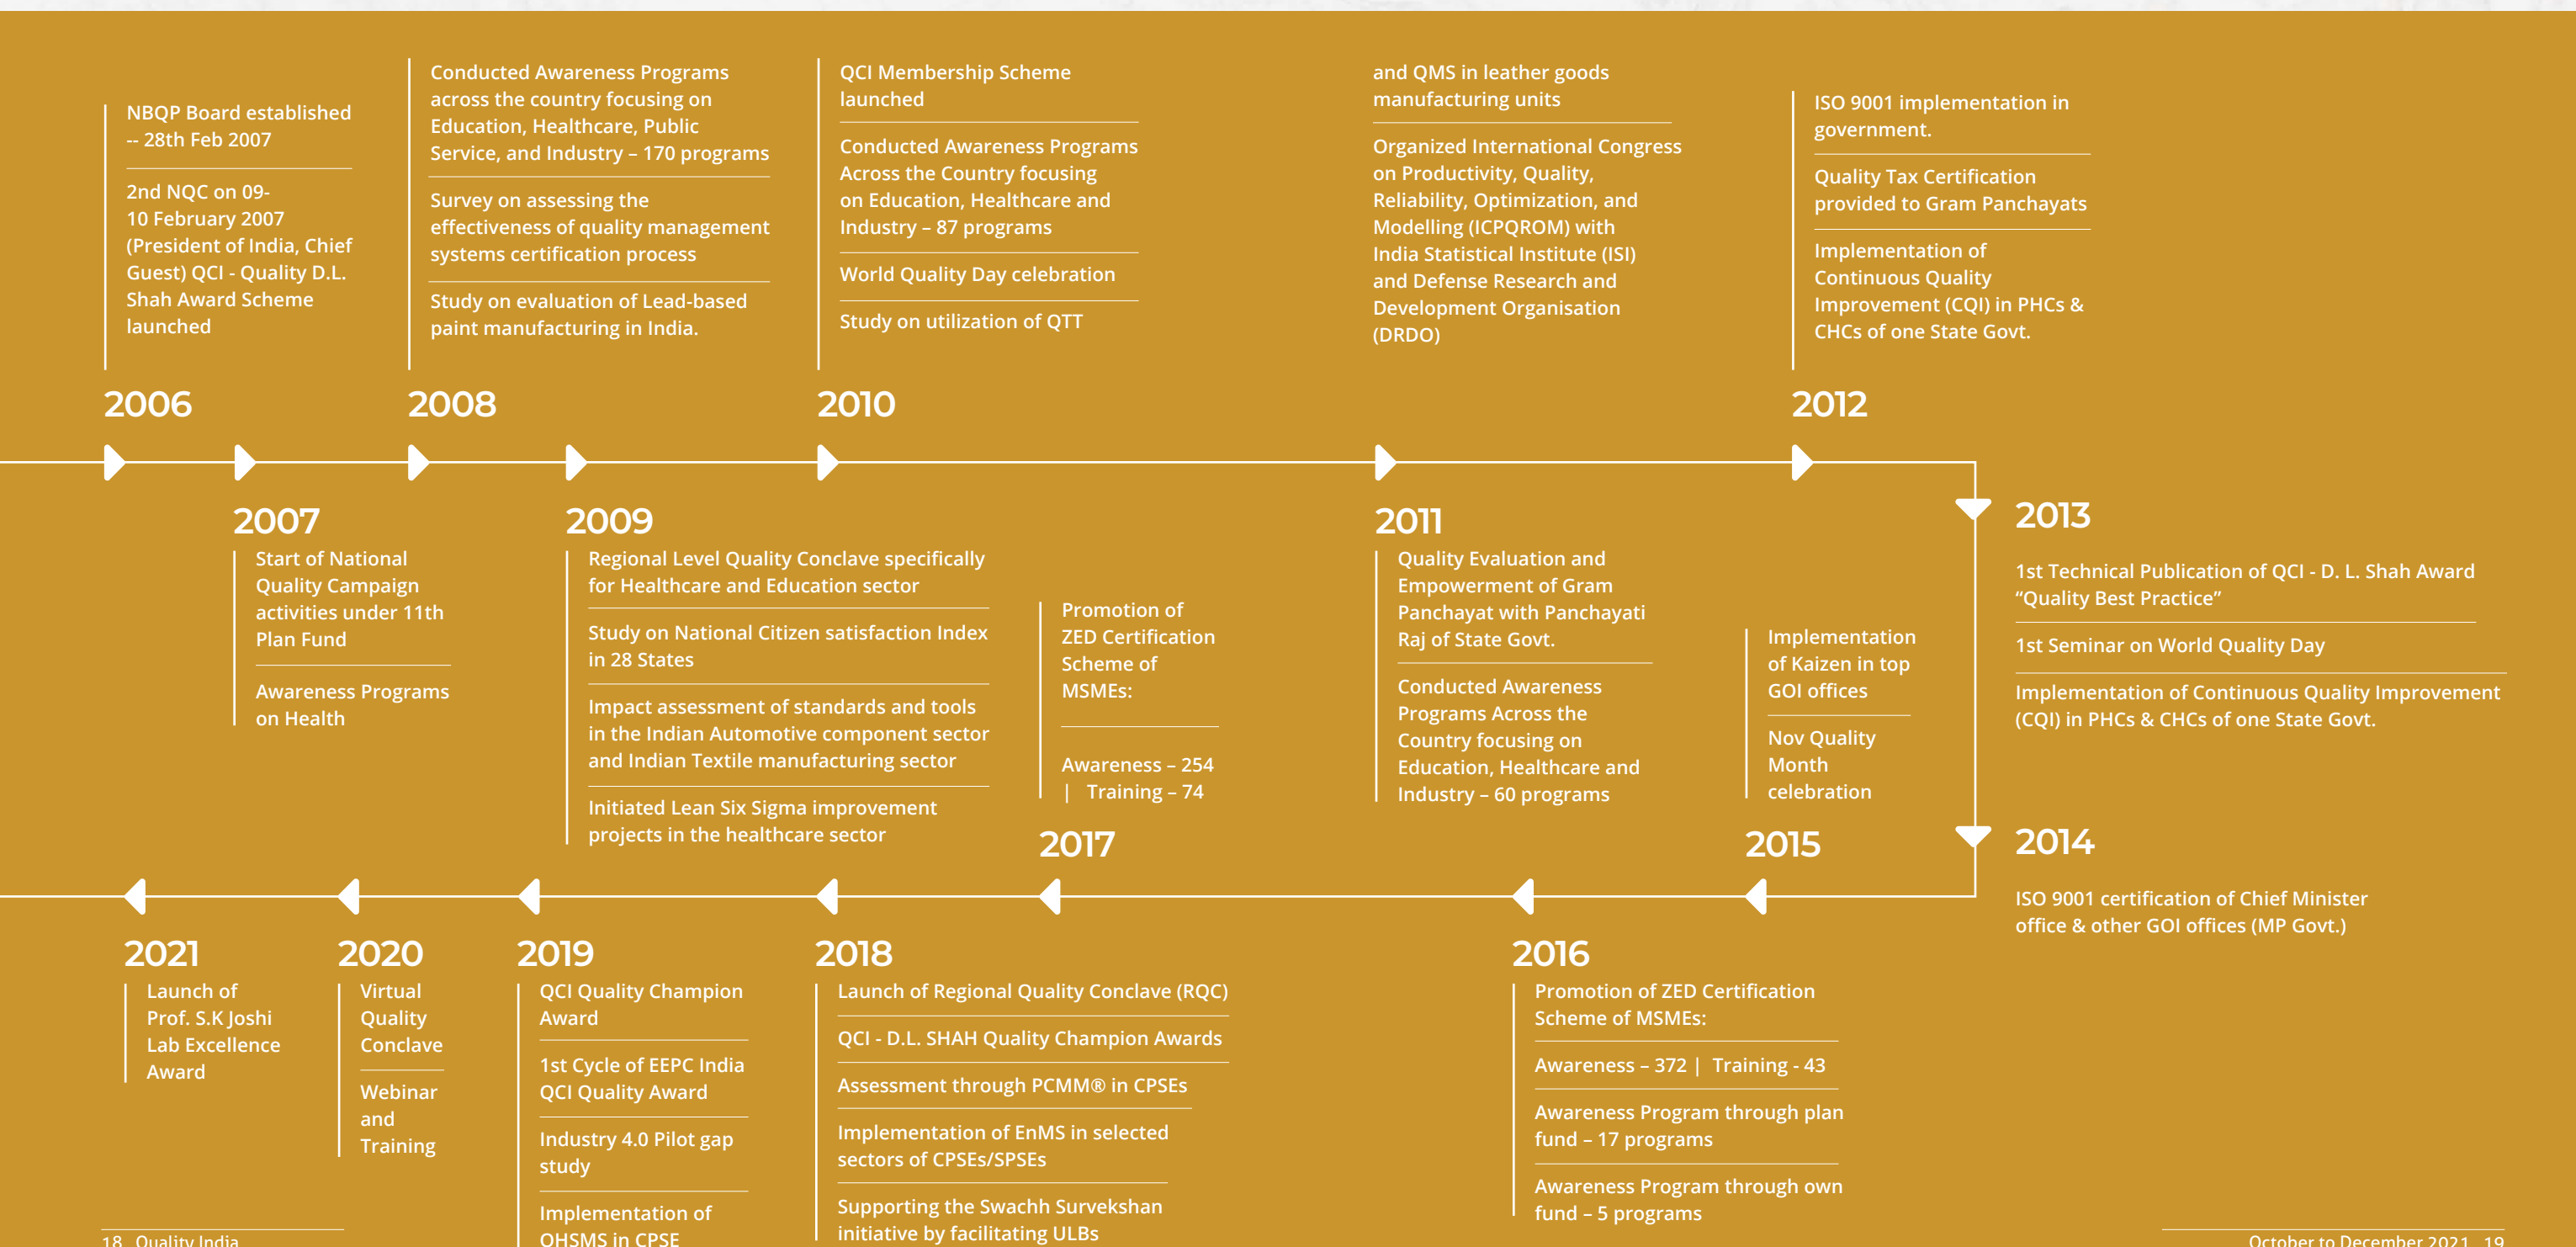 NBQP Board established
-- 28th Feb 2007
2nd NQC on 09-
10 February 2007
(President of India, Chief
Guest) QCI - Quality D.L.
Shah Award Scheme
launched
2006
Conducted Awareness Programs
across the country focusing on
Education, Healthcare, Public
Service, and Industry – 170 programs
Survey on assessing the
effectiveness of quality management
systems certification process
Study on evaluation of Lead-based
paint manufacturing in India.
2008
QCI Membership Scheme
launched
Conducted Awareness Programs
Across the Country focusing
on Education, Healthcare and
Industry – 87 programs
World Quality Day celebration
Study on utilization of QTT
2010
and QMS in leather goods
manufacturing units
Organized International Congress
on Productivity, Quality,
Reliability, Optimization, and
Modelling (ICPQROM) with
India Statistical Institute (ISI)
and Defense Research and
Development Organisation
(DRDO)
ISO 9001 implementation in
government.
Quality Tax Certification
provided to Gram Panchayats
Implementation of
Continuous Quality
Improvement (CQI) in PHCs &
CHCs of one State Govt.
2012
2007
Start of National
Quality Campaign
activities under 11th
Plan Fund
Awareness Programs
on Health
2009
Regional Level Quality Conclave specifically
for Healthcare and Education sector
Study on National Citizen satisfaction Index
in 28 States
Impact assessment of standards and tools
in the Indian Automotive component sector
and Indian Textile manufacturing sector
Initiated Lean Six Sigma improvement
projects in the healthcare sector
2011
Quality Evaluation and
Empowerment of Gram
Panchayat with Panchayati
Raj of State Govt.
Conducted Awareness
Programs Across the
Country focusing on
Education, Healthcare and
Industry – 60 programs
2013
1st Technical Publication of QCI - D. L. Shah Award
“Quality Best Practice”
1st Seminar on World Quality Day
Implementation of Continuous Quality Improvement
(CQI) in PHCs & CHCs of one State Govt.
2014
ISO 9001 certification of Chief Minister
office & other GOI offices (MP Govt.)
Implementation
of Kaizen in top
GOI offices
Nov Quality
Month
celebration
2015
2016
Promotion of ZED Certification
Scheme of MSMEs:
Awareness – 372 | Training - 43
Awareness Program through plan
fund – 17 programs
Awareness Program through own
fund – 5 programs
Promotion of
ZED Certification
Scheme of
MSMEs:
Awareness – 254
| Training – 74
2017
2018
Launch of Regional Quality Conclave (RQC)
QCI - D.L. SHAH Quality Champion Awards
Assessment through PCMM® in CPSEs
Implementation of EnMS in selected
sectors of CPSEs/SPSEs
Supporting the Swachh Survekshan
initiative by facilitating ULBs
2019
QCI Quality Champion
Award
1st Cycle of EEPC India
QCI Quality Award
Industry 4.0 Pilot gap
study
Implementation of
OHSMS in CPSE
2020
Virtual
Quality
Conclave
Webinar
and
Training
2021
Launch of
Prof. S.K Joshi
Lab Excellence
Award
18 Quality India
October to December 2021 19